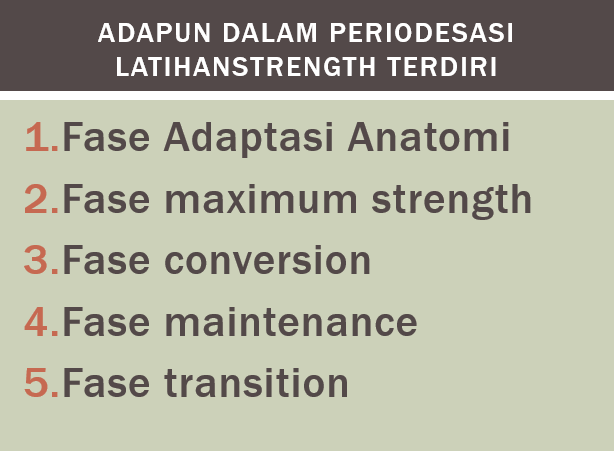 ADAPUN DALAM PERIODESASI
LATIHANSTRENGTH TERDIRI
1.Fase Adaptasi Anatomi
2.Fase maximum strength
3.Fase conversion
4.Fase maintenance
5.Fase transition